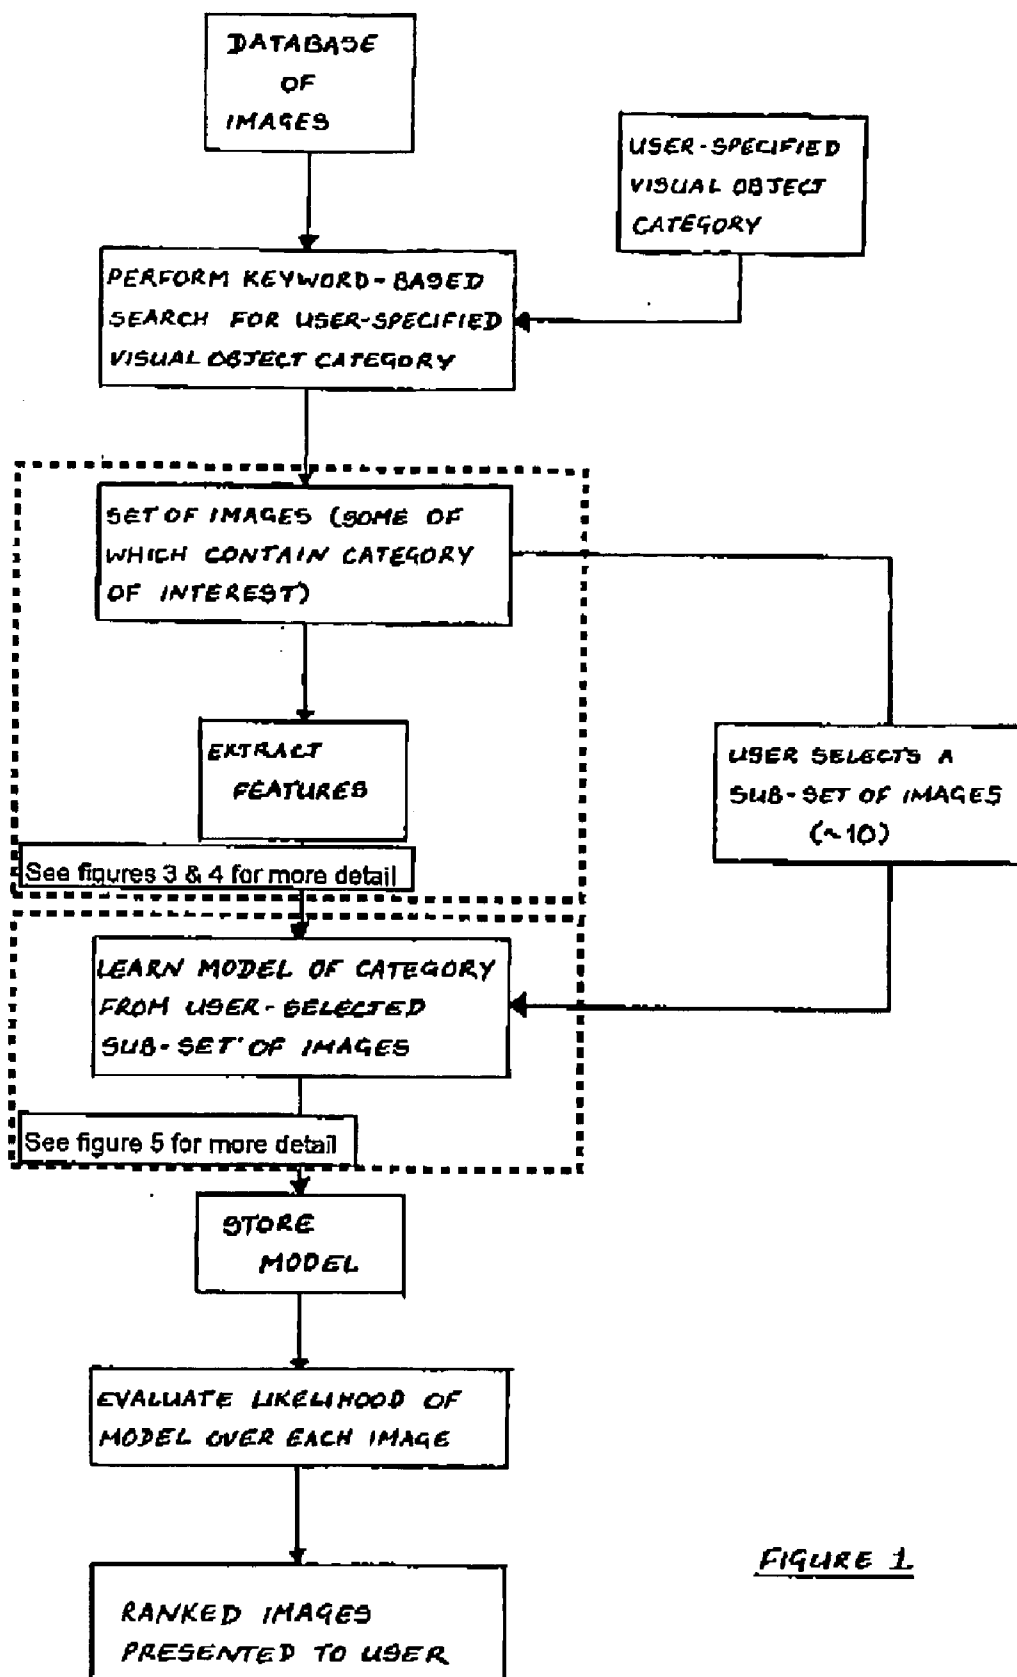 DATABASE
OF
IMAGES
USER-SPECIFIED
VISUAL OBJECT
CATEGORY
PERFORM KEYWORD-BASED
SEARCH FOR USER-SPECIFIED
VISUAL OBJECT CATEGORY
SET OF IMAGES (SOME OF
WHICH CONTAIN CATEGORY
OF INTEREST)
EXTRACT
FEATURES
USER SELECTS A
SUB-SET OF IMAGES
(~10)
See figures 3 & 4 for more detail
LEARN MODEL OF CATEGORY
FROM USER-SELECTED
SUB-SET OF IMAGES
See figure 5 for more detail
STORE
MODEL
EVALUATE LIKELIHOOD OF
MODEL OVER EACH IMAGE
FIGURE 1
RANKED IMAGES
PRESENTED TO USER